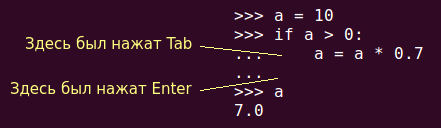 >>> a = 10
>>> if a > 0:
Здесь был нажат Tab
...     a = a * 0.7
...
Здесь был нажат Enter
>>> a
7.0